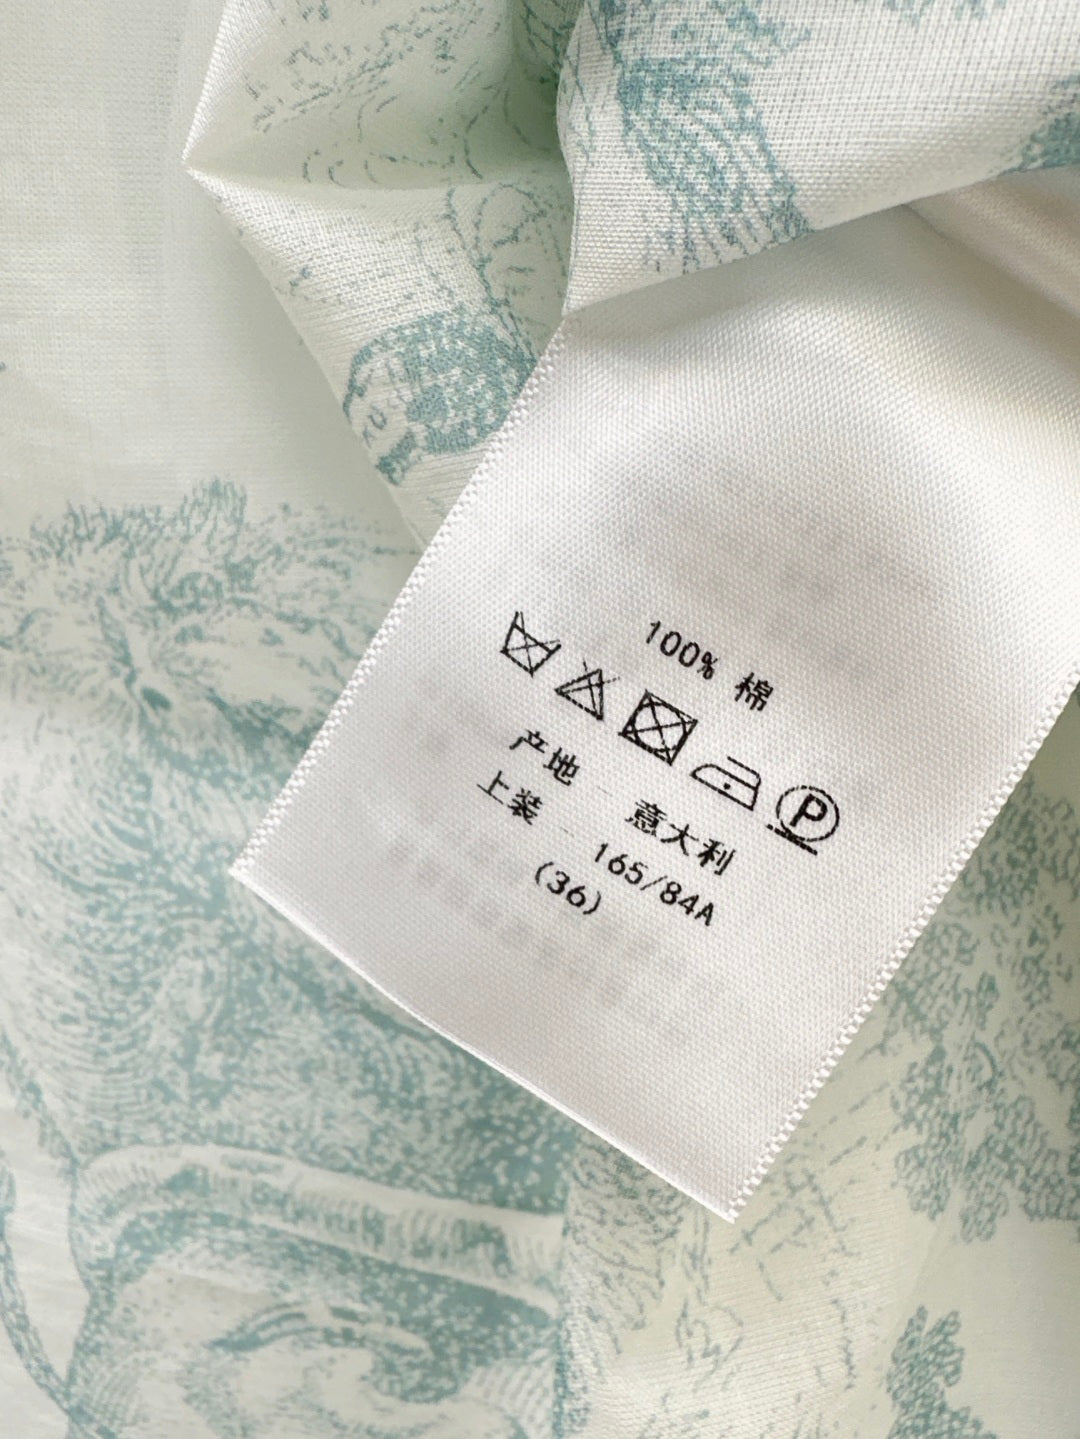 100% 棉
P
产地 - 意大利
上装 - 165/84A
(36)